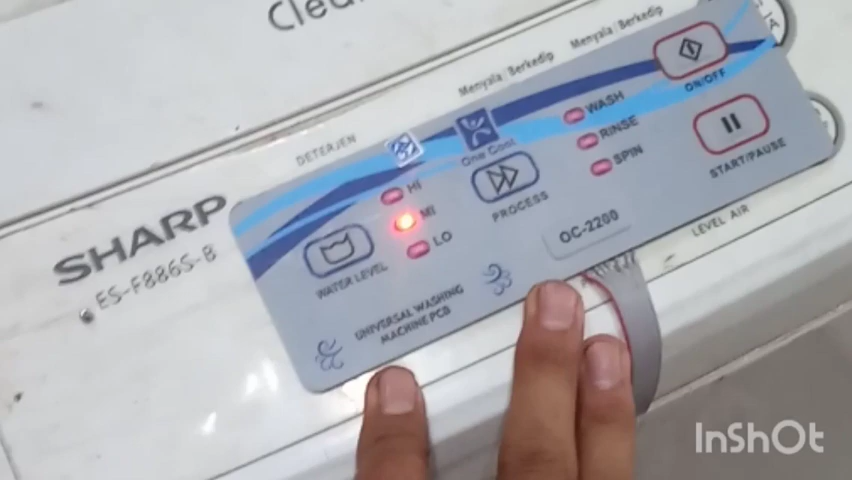 Clea
Menyala/Berkedip
Menyala/Berkedip
DETERJEN
ON/OFF
One Con
WASH
RINSE
SPIN
START/PAUSE
HI
MI
LO
PROCESS
OC-2200
LEVEL AIR
WATER LEVEL
SHARP
ES-F886S-B
UNIVERSAL WASHING
MACHINE PCB
InShOt